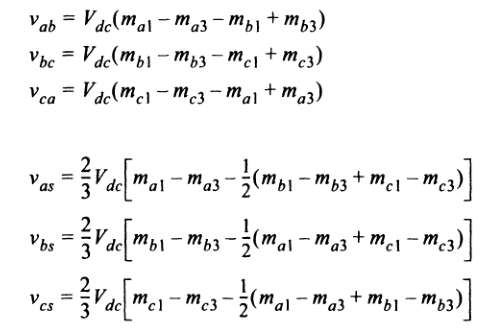 v_ab = V_dc(m_a1 − m_a3 − m_b1 + m_b3)
v_bc = V_dc(m_b1 − m_b3 − m_c1 + m_c3)
v_ca = V_dc(m_c1 − m_c3 − m_a1 + m_a3)
v_as = 2/3 V_dc[m_a1 − m_a3 − 1/2(m_b1 − m_b3 + m_c1 − m_c3)]
v_bs = 2/3 V_dc[m_b1 − m_b3 − 1/2(m_a1 − m_a3 + m_c1 − m_c3)]
v_cs = 2/3 V_dc[m_c1 − m_c3 − 1/2(m_a1 − m_a3 + m_b1 − m_b3)]